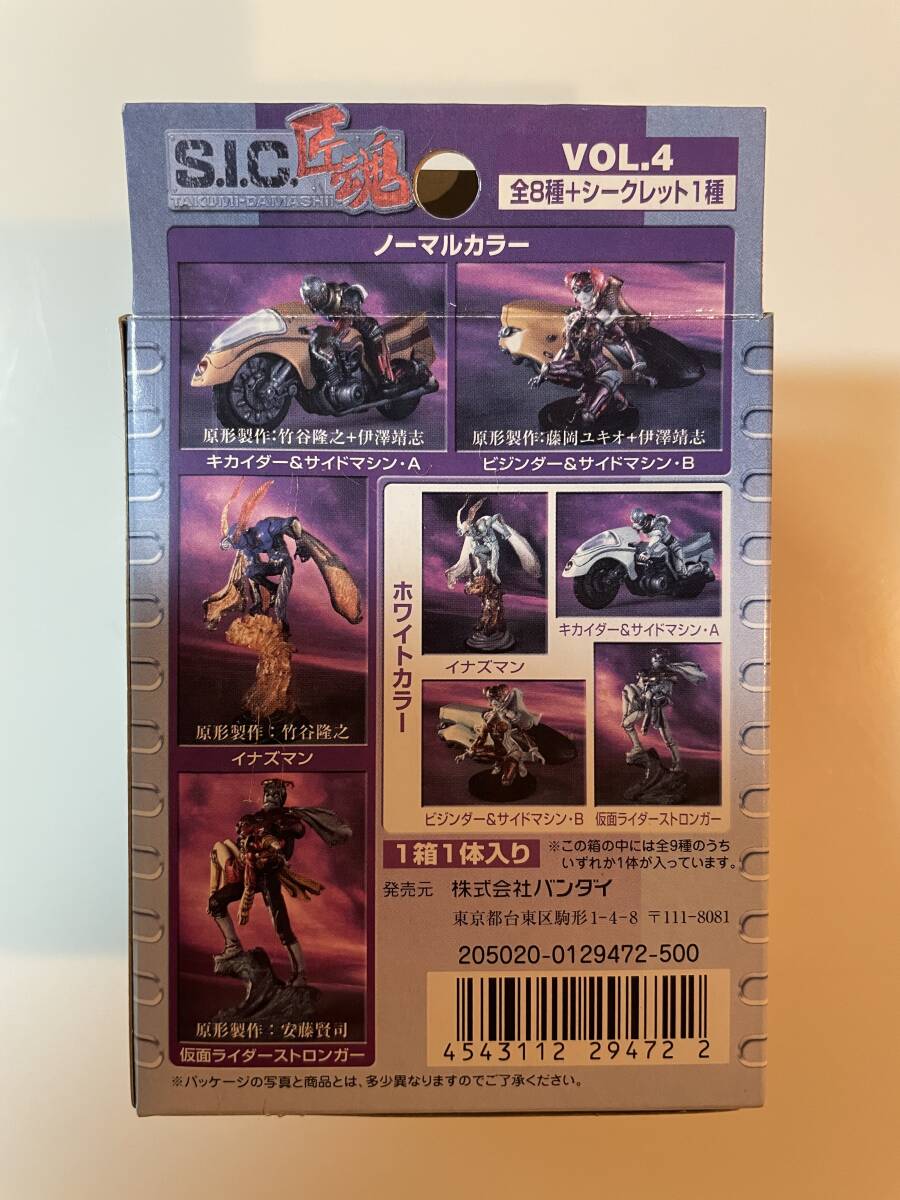 S.I.C.匠魂
TAKUMI-DAMASHII
VOL.4
全8種+シークレット1種
ノーマルカラー
原形製作:竹谷隆之+伊澤靖志
キカイダー&サイドマシン・A
原形製作:藤岡ユキオ+伊澤靖志
ビジンダー&サイドマシン・B
原形製作:竹谷隆之
イナズマン
原形製作:安藤賢司
仮面ライダーストロンガー
ホワイトカラー
イナズマン
キカイダー&サイドマシン・A
ビジンダー&サイドマシン・B
仮面ライダーストロンガー
1箱1体入り
※この箱の中には全9種のうち
いずれか1体が入っています。
発売元 株式会社バンダイ
東京都台東区駒形1-4-8 〒111-8081
205020-0129472-500
4543112 29472 2
※パッケージの写真と商品とは、多少異なりますのでご了承ください。